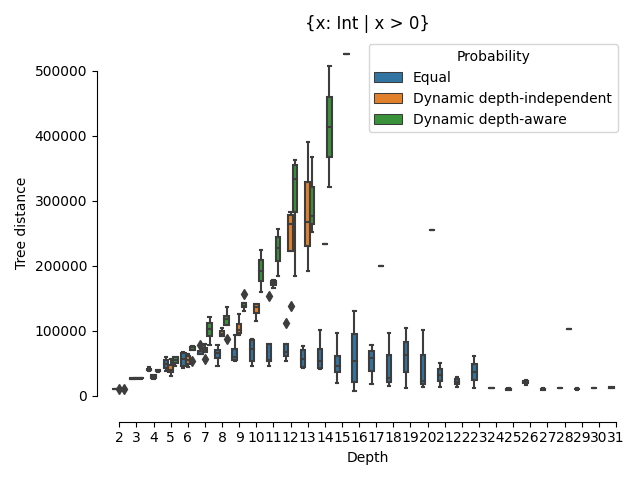 {x: Int | x > 0}
Probability
Equal
Dynamic depth-independent
Dynamic depth-aware
Tree distance
500000
400000
300000
200000
100000
0
2 3 4 5 6 7 8 9 10 11 12 13 14 15 16 17 18 19 20 21 22 23 24 25 26 27 28 29 30 31
Depth